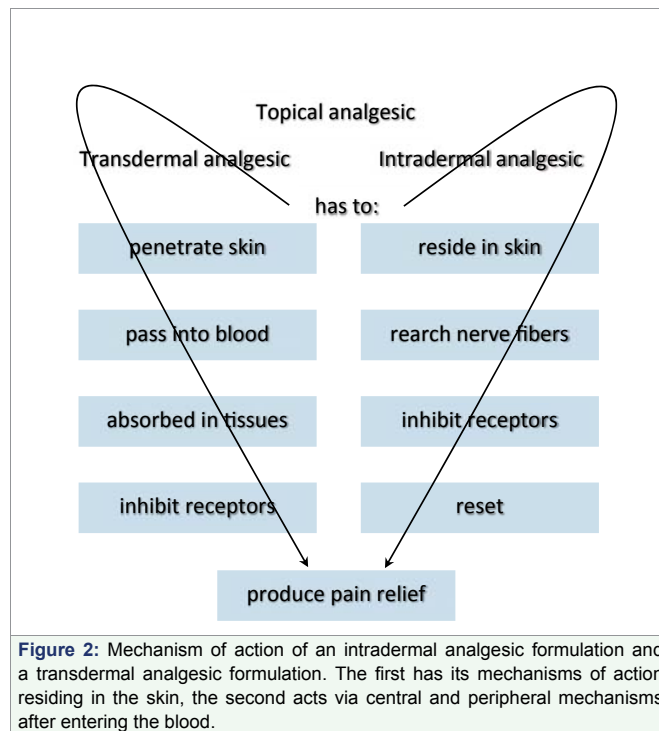 Topical analgesic
Transdermal analgesic
Intradermal analgesic
has to:
penetrate skin
reside in skin
pass into blood
rearch nerve fibers
absorbed in tissues
inhibit receptors
inhibit receptors
reset
produce pain relief
Figure 2: Mechanism of action of an intradermal analgesic formulation and
a transdermal analgesic formulation. The first has its mechanisms of action
residing in the skin, the second acts via central and peripheral mechanisms
after entering the blood.